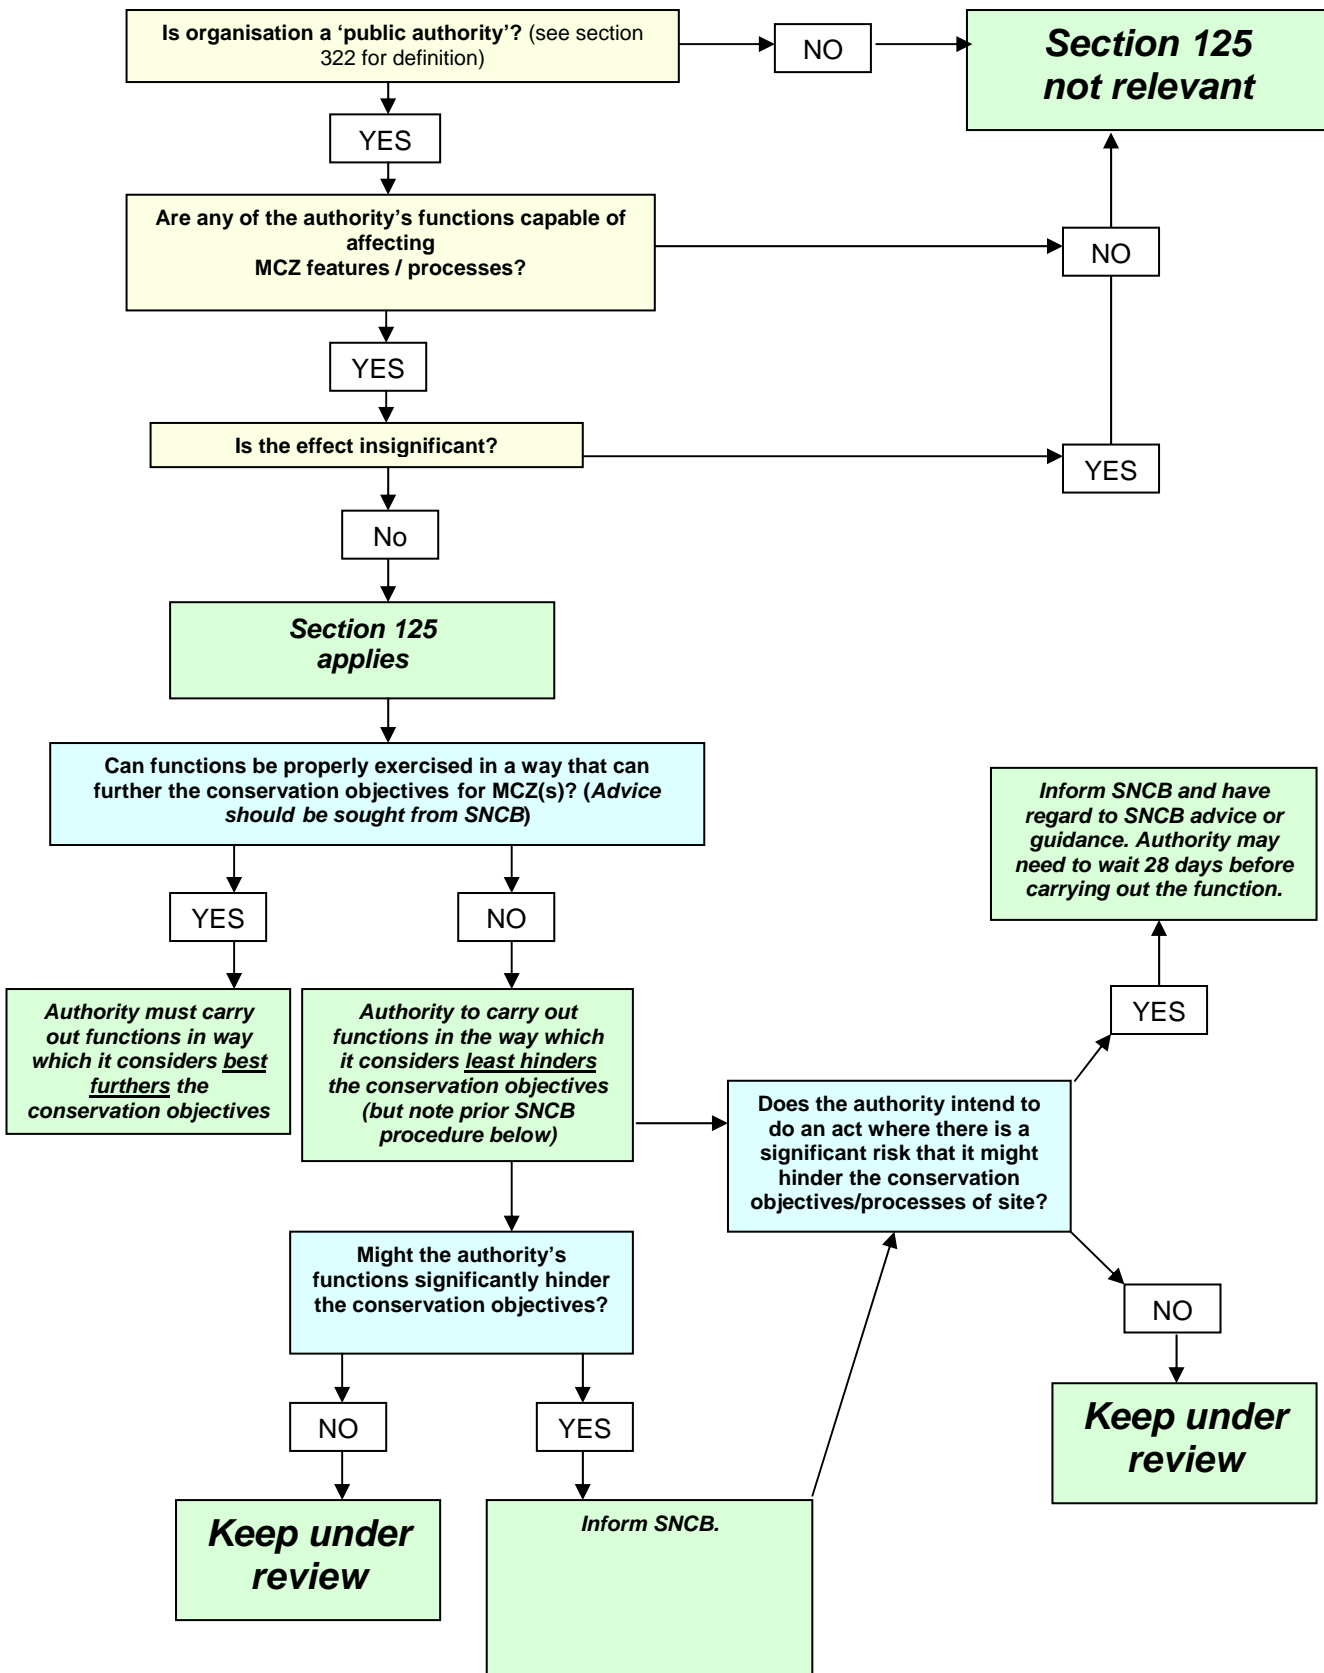 Is organisation a ‘public authority’? (see section
322 for definition)
NO
Section 125
not relevant
YES
Are any of the authority’s functions capable of
affecting
MCZ features / processes?
NO
YES
Is the effect insignificant?
YES
No
Section 125
applies
Can functions be properly exercised in a way that can
further the conservation objectives for MCZ(s)? (Advice
should be sought from SNCB)
Inform SNCB and have
regard to SNCB advice or
guidance. Authority may
need to wait 28 days before
carrying out the function.
YES
NO
YES
Authority must carry
out functions in way
which it considers best
furthers the
conservation objectives
Authority to carry out
functions in the way which
it considers least hinders
the conservation objectives
(but note prior SNCB
procedure below)
Does the authority intend to
do an act where there is a
significant risk that it might
hinder the conservation
objectives/processes of site?
Might the authority’s
functions significantly hinder
the conservation objectives?
NO
NO
YES
Keep under
review
Keep under
review
Inform SNCB.